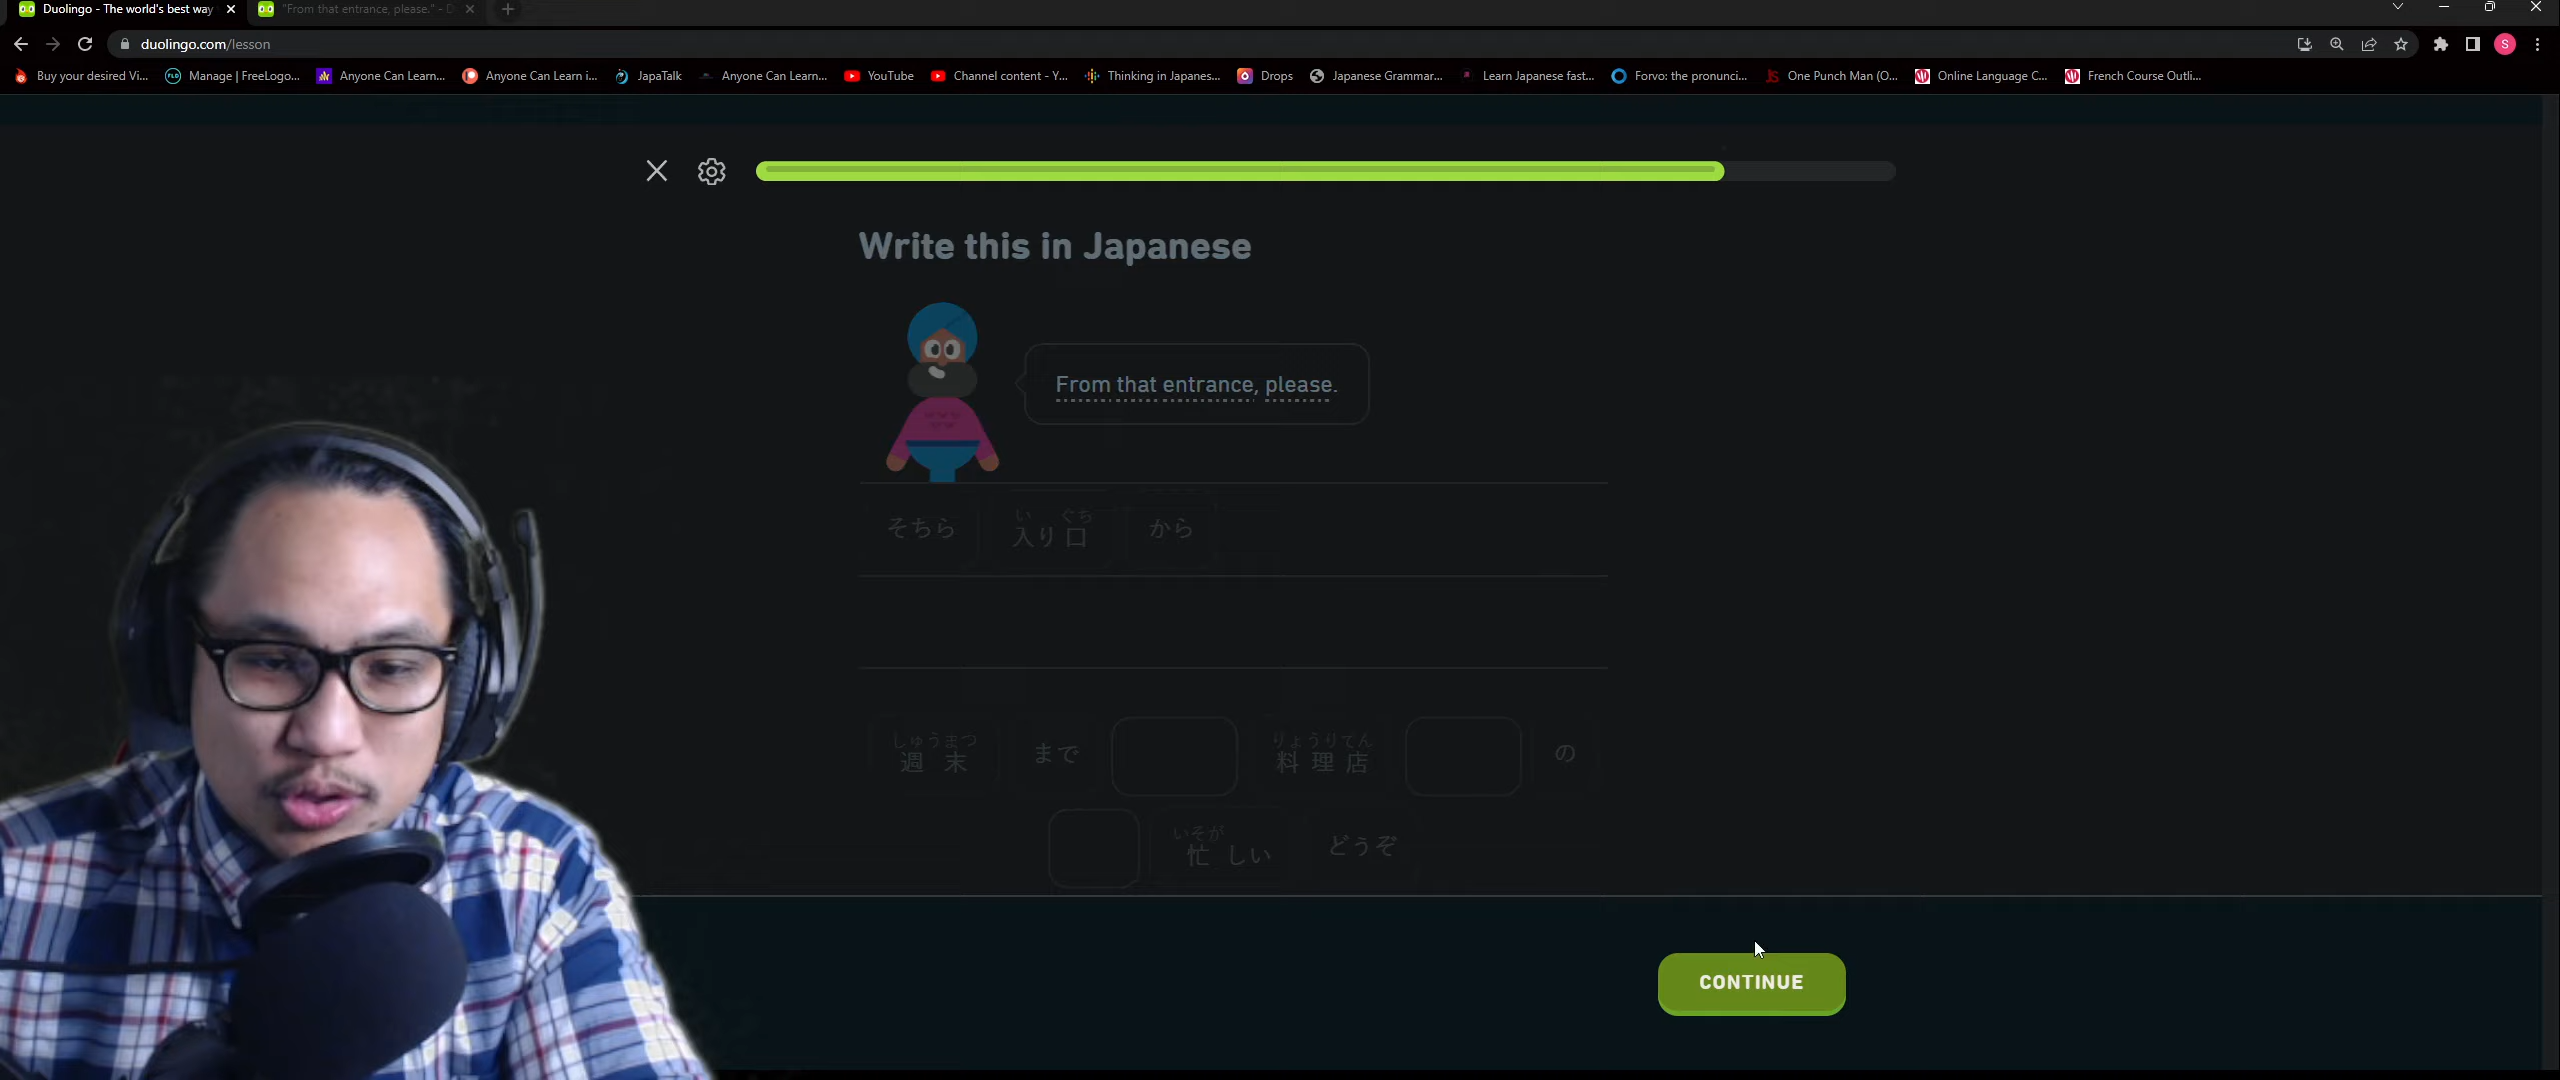 Duolingo - The world's best way
"From that entrance, please." - D
duolingo.com/lesson
Buy your desired Vi...
Manage | FreeLogo...
Anyone Can Learn...
Anyone Can Learn i...
JapaTalk
Anyone Can Learn...
YouTube
Channel content - Y...
Thinking in Japanes...
Drops
Japanese Grammar...
Learn Japanese fast...
Forvo: the pronunci...
One Punch Man (O...
Online Language C...
French Course Outli...
S
Write this in Japanese
From that entrance, please.
い ぐち
そちら 入り口 から
しゅうまつ りょうりてん
週末 まで 料理店 の
いそが
忙しい どうぞ
CONTINUE